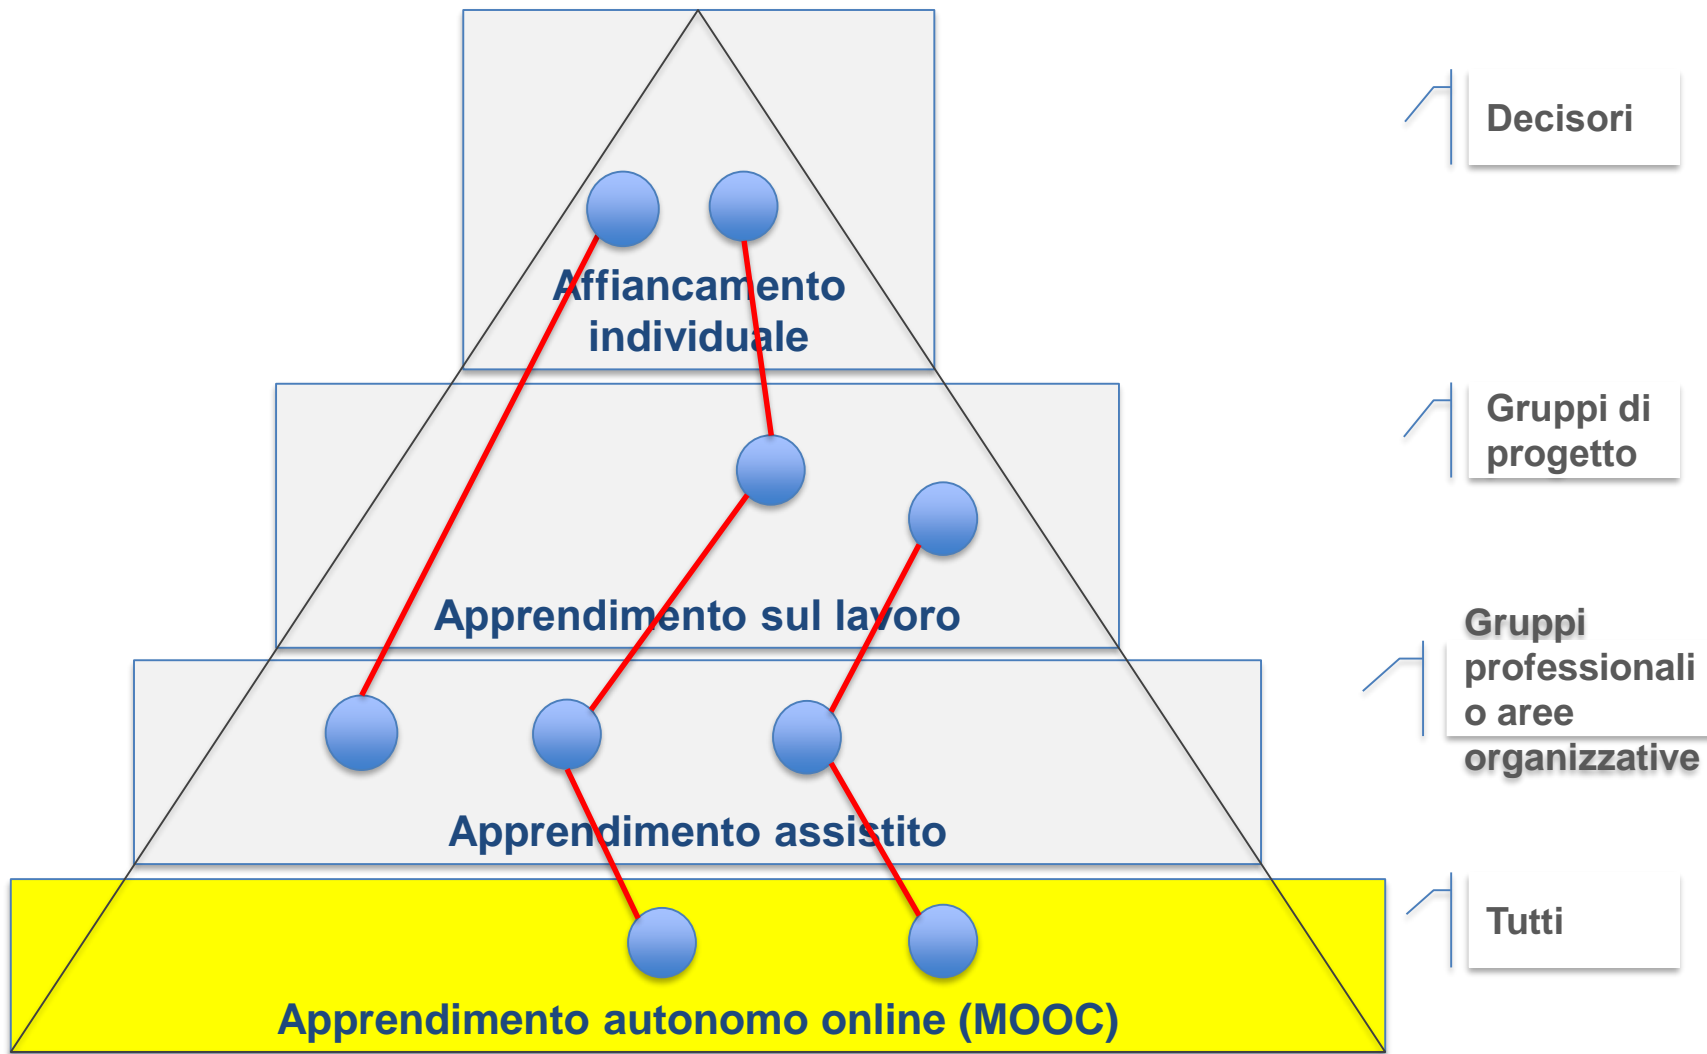 Decisori
Affiancamento
individuale
Gruppi di
progetto
Apprendimento sul lavoro
Gruppi
professionali
o aree
organizzative
Apprendimento assistito
Tutti
Apprendimento autonomo online (MOOC)